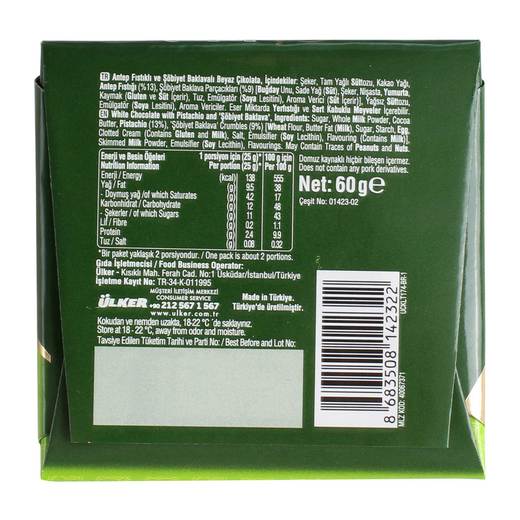 TR Antep Fıstıklı ve Şöbiyet Baklavalı Beyaz Çikolata, İçindekiler: Şeker, Tam Yağlı Süttozu, Kakao Yağı,
Antep Fıstığı (%13), Şöbiyet Baklava Parçacıkları (%9) [Buğday Unu, Sade Yağ (Süt), Şeker, Nişasta, Yumurta,
Kaymak (Gluten ve Süt İçerir), Tuz, Emülgatör (Soya Lesitini), Aroma Verici (Süt İçerir)], Yağsız Süttozu,
Emülgatör (Soya Lesitini), Aroma Vericiler. Eser Miktarda Yerfıstığı ve Sert Kabuklu Meyveler İçerebilir.
EN White Chocolate with Pistachio and 'Şöbiyet Baklava', Ingredients: Sugar, Whole Milk Powder, Cocoa
Butter, Pistachio (13%), 'Şöbiyet Baklava' Crumbles (9%) [Wheat Flour, Butter Fat (Milk), Sugar, Starch, Egg,
Clotted Cream (Contains Gluten and Milk), Salt, Emulsifier (Soy Lecithin), Flavouring (Contains Milk)],
Skimmed Milk Powder, Emulsifier (Soy Lecithin), Flavourings. May Contain Traces of Peanuts and Nuts.
Enerji ve Besin Öğeleri 1 porsiyon için (25 g)* 100 g için
Nutrition Information Per portion (25 g)* Per 100 g
Enerji / Energy (kcal) 138 555
Yağ / Fat (g) 9.5 38
- Doymuş yağ /of which Saturates (g) 4.2 17
Karbonhidrat / Carbohydrate (g) 12 48
- Şekerler / of which Sugars (g) 11 43
Lif / Fibre (g) 0.1 0.2
Protein (g) 2.4 9.9
Tuz / Salt (g) 0.08 0.32
*Bir paket yaklaşık 2 porsiyondur. / One pack is about 2 portions.
Domuz kaynaklı hiçbir bileşen içermez.
Does not contain any pork derivatives.
Net: 60 g e
Çeşit No: 01423-02
Gıda İşletmecisi / Food Business Operator:
Ülker - Kısıklı Mah. Ferah Cad. No:1 Üsküdar/İstanbul/Türkiye
İşletme Kayıt No: TR-34-K-011995
MÜŞTERİ İLETİŞİM MERKEZİ
CONSUMER SERVICE
ÜLKER +90 212 567 1 567
www.ulker.com.tr
Made in Türkiye.
Türkiye'de üretilmiştir.
Kokudan ve nemden uzakta, 18-22 °C 'de saklayınız.
Store at 18 - 22 °C, away from odor and moisture.
Tavsiye Edilen Tüketim Tarihi ve Parti No: / Best Before and Lot No:
8 683508 142322